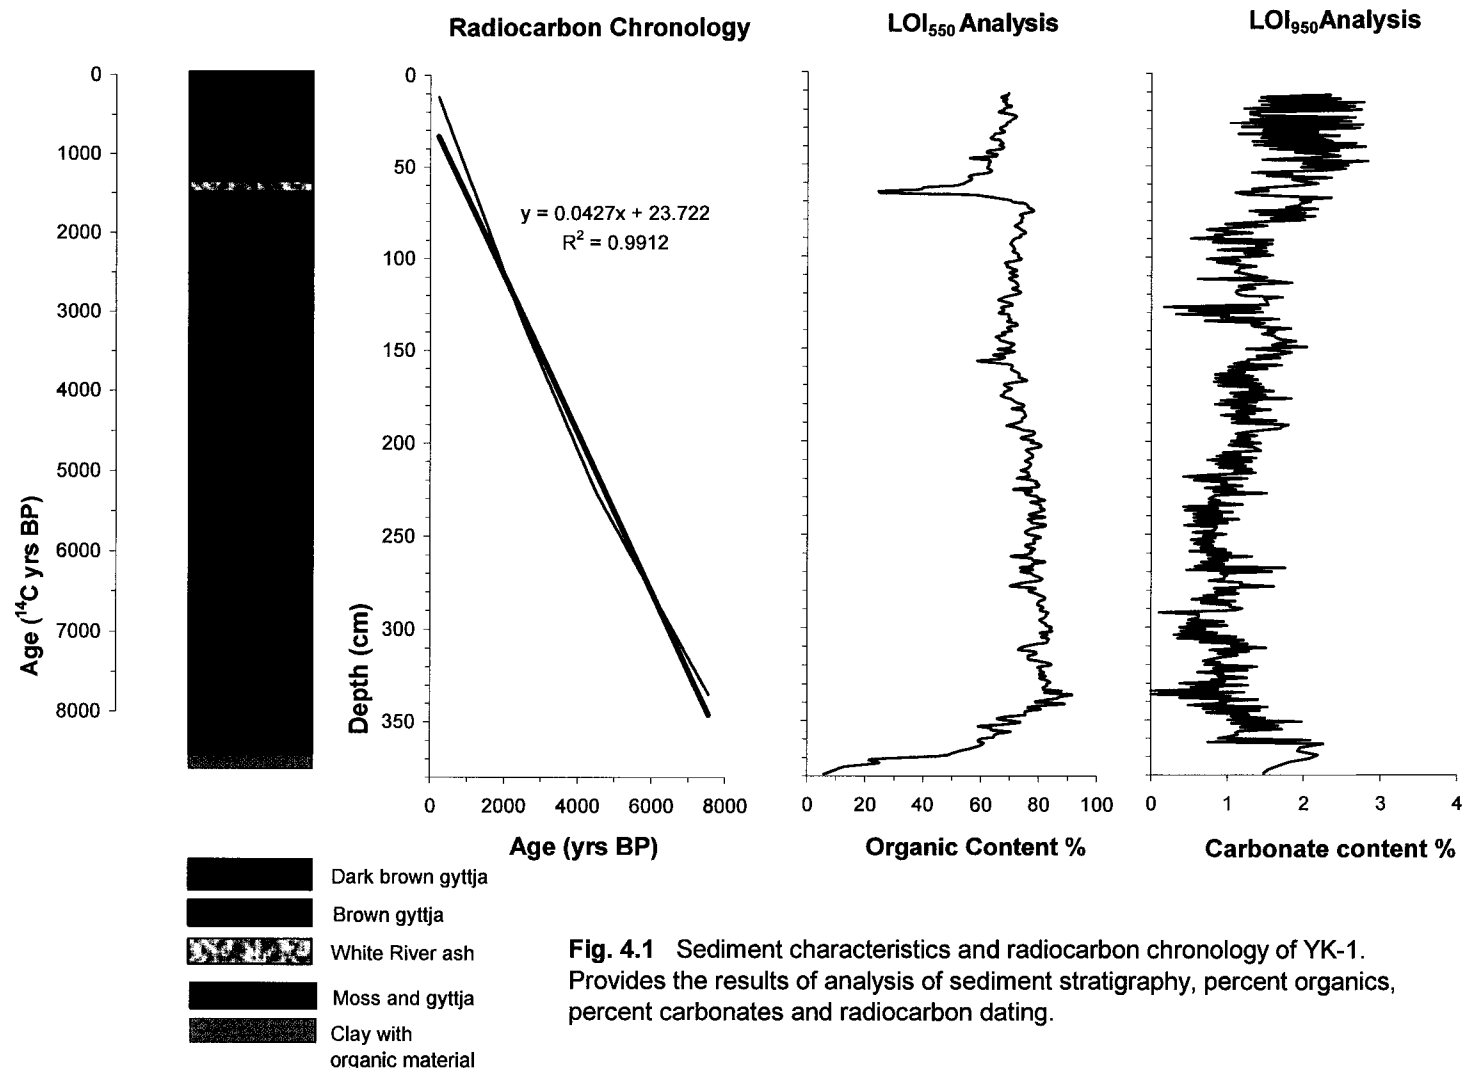 Radiocarbon Chronology
LOI550 Analysis
LOI950Analysis
0
1000
2000
3000
4000
5000
6000
7000
8000
Age (14C yrs BP)
0
50
100
150
200
250
300
350
Depth (cm)
y = 0.0427x + 23.722
R2 = 0.9912
0 2000 4000 6000 8000
Age (yrs BP)
0 20 40 60 80 100
Organic Content %
0 1 2 3 4
Carbonate content %
Dark brown gyttja
Brown gyttja
White River ash
Moss and gyttja
Clay with
organic material
Fig. 4.1 Sediment characteristics and radiocarbon chronology of YK-1.
Provides the results of analysis of sediment stratigraphy, percent organics,
percent carbonates and radiocarbon dating.